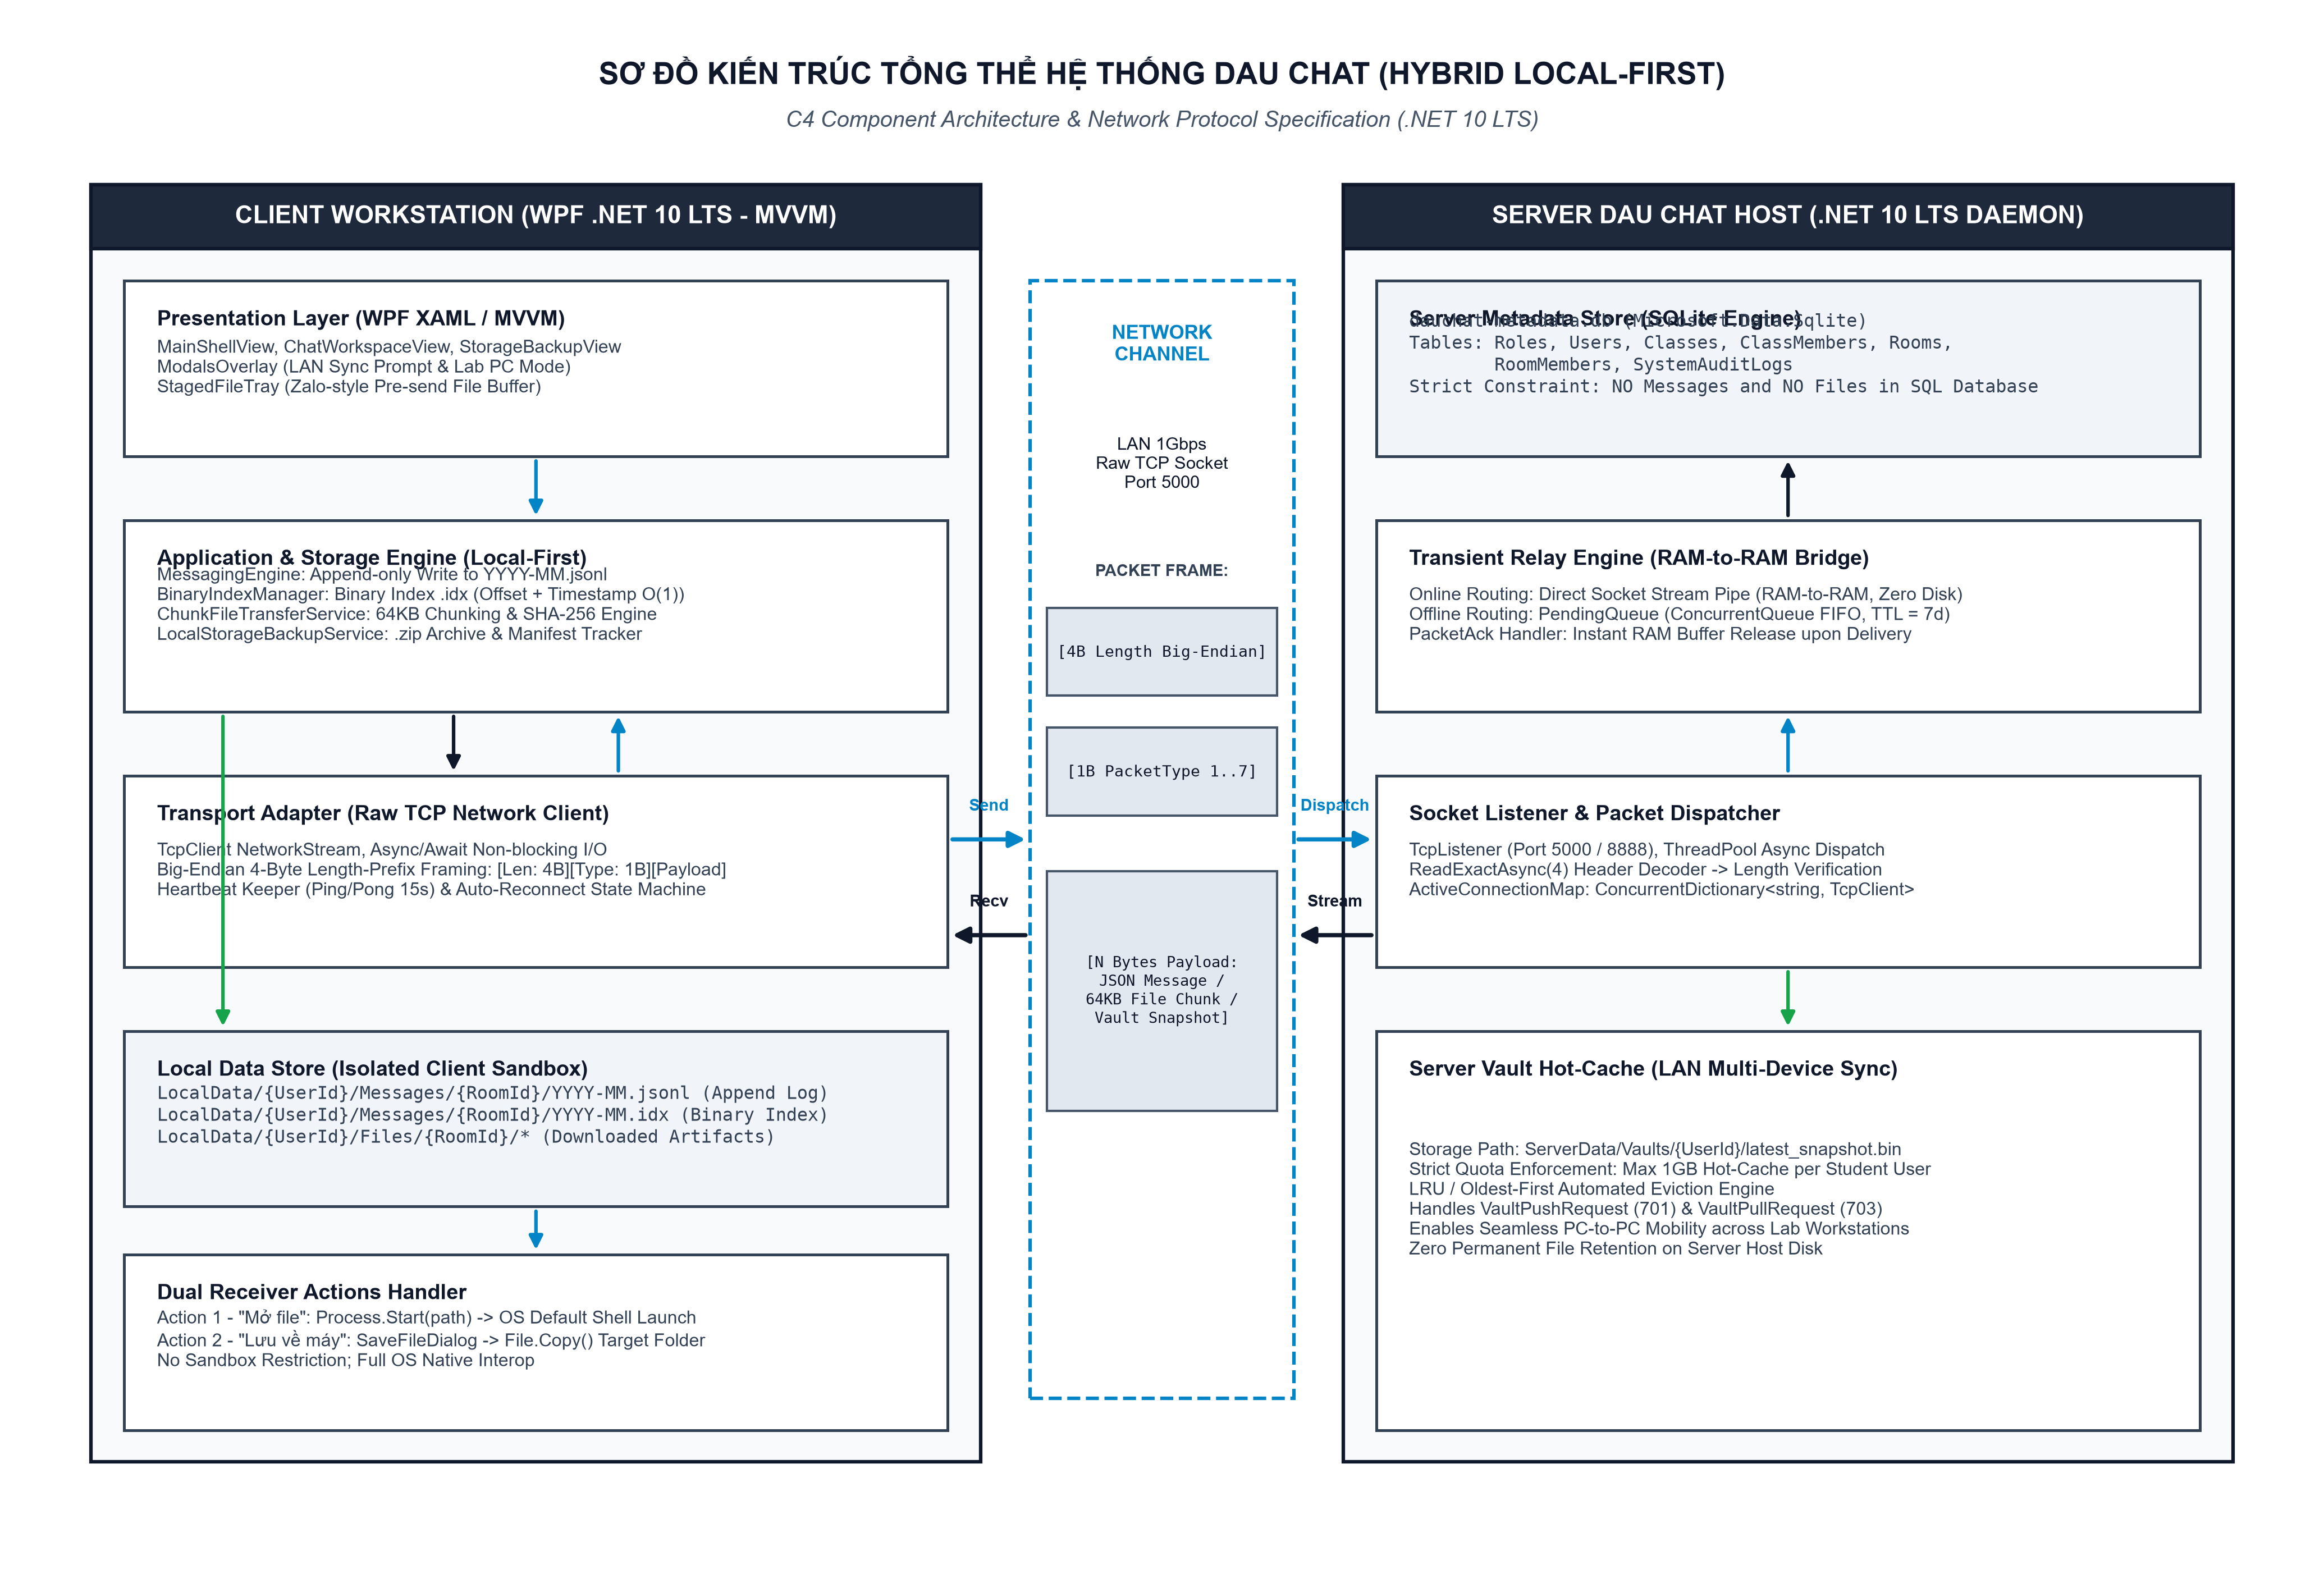 SƠ ĐỒ KIẾN TRÚC TỔNG THỂ HỆ THỐNG DAU CHAT (HYBRID LOCAL-FIRST)
C4 Component Architecture & Network Protocol Specification (.NET 10 LTS)
CLIENT WORKSTATION (WPF .NET 10 LTS - MVVM)
Presentation Layer (WPF XAML / MVVM)
MainShellView, ChatWorkspaceView, StorageBackupView
ModalsOverlay (LAN Sync Prompt & Lab PC Mode)
StagedFileTray (Zalo-style Pre-send File Buffer)
Application & Storage Engine (Local-First)
MessagingEngine: Append-only Write to YYYY-MM.jsonl
BinaryIndexManager: Binary Index .idx (Offset + Timestamp O(1))
ChunkFileTransferService: 64KB Chunking & SHA-256 Engine
LocalStorageBackupService: .zip Archive & Manifest Tracker
Transport Adapter (Raw TCP Network Client)
TcpClient NetworkStream, Async/Await Non-blocking I/O
Big-Endian 4-Byte Length-Prefix Framing: [Len: 4B][Type: 1B][Payload]
Heartbeat Keeper (Ping/Pong 15s) & Auto-Reconnect State Machine
Local Data Store (Isolated Client Sandbox)
LocalData/{UserId}/Messages/{RoomId}/YYYY-MM.jsonl (Append Log)
LocalData/{UserId}/Messages/{RoomId}/YYYY-MM.idx (Binary Index)
LocalData/{UserId}/Files/{RoomId}/* (Downloaded Artifacts)
Dual Receiver Actions Handler
Action 1 - "Mở file": Process.Start(path) -> OS Default Shell Launch
Action 2 - "Lưu về máy": SaveFileDialog -> File.Copy() Target Folder
No Sandbox Restriction; Full OS Native Interop
Send
Recv
NETWORK
CHANNEL
LAN 1Gbps
Raw TCP Socket
Port 5000
PACKET FRAME:
[4B Length Big-Endian]
[1B PacketType 1..7]
[N Bytes Payload:
JSON Message /
64KB File Chunk /
Vault Snapshot]
Dispatch
Stream
SERVER DAU CHAT HOST (.NET 10 LTS DAEMON)
Server Metadata Store (SQLite Engine)
dauchat_metadata.db (Microsoft.Data.Sqlite)
Tables: Roles, Users, Classes, ClassMembers, Rooms,
RoomMembers, SystemAuditLogs
Strict Constraint: NO Messages and NO Files in SQL Database
Transient Relay Engine (RAM-to-RAM Bridge)
Online Routing: Direct Socket Stream Pipe (RAM-to-RAM, Zero Disk)
Offline Routing: PendingQueue (ConcurrentQueue FIFO, TTL = 7d)
PacketAck Handler: Instant RAM Buffer Release upon Delivery
Socket Listener & Packet Dispatcher
TcpListener (Port 5000 / 8888), ThreadPool Async Dispatch
ReadExactAsync(4) Header Decoder -> Length Verification
ActiveConnectionMap: ConcurrentDictionary<string, TcpClient>
Server Vault Hot-Cache (LAN Multi-Device Sync)
Storage Path: ServerData/Vaults/{UserId}/latest_snapshot.bin
Strict Quota Enforcement: Max 1GB Hot-Cache per Student User
LRU / Oldest-First Automated Eviction Engine
Handles VaultPushRequest (701) & VaultPullRequest (703)
Enables Seamless PC-to-PC Mobility across Lab Workstations
Zero Permanent File Retention on Server Host Disk